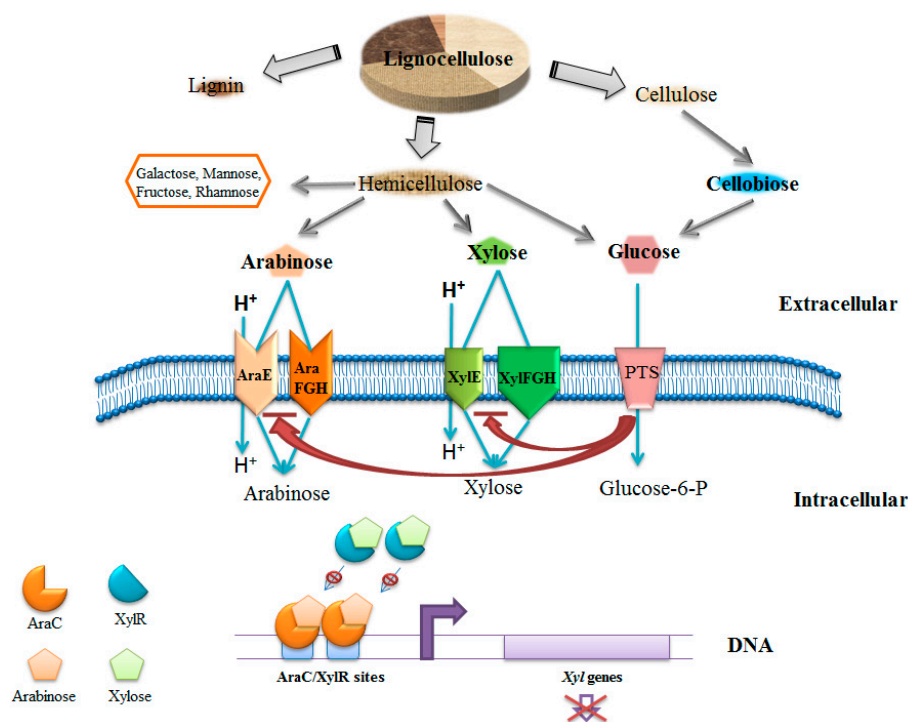 Lignocellulose
Lignin
Cellulose
Galactose, Mannose,
Fructose, Rhamnose
Hemicellulose
Cellobiose
Arabinose
Xylose
Glucose
H+
H+
Extracellular
AraE
Ara
FGH
XylE
XylFGH
PTS
H+
H+
Arabinose
Xylose
Glucose-6-P
Intracellular
AraC
XylR
DNA
Arabinose
Xylose
AraC/XylR sites
Xyl genes